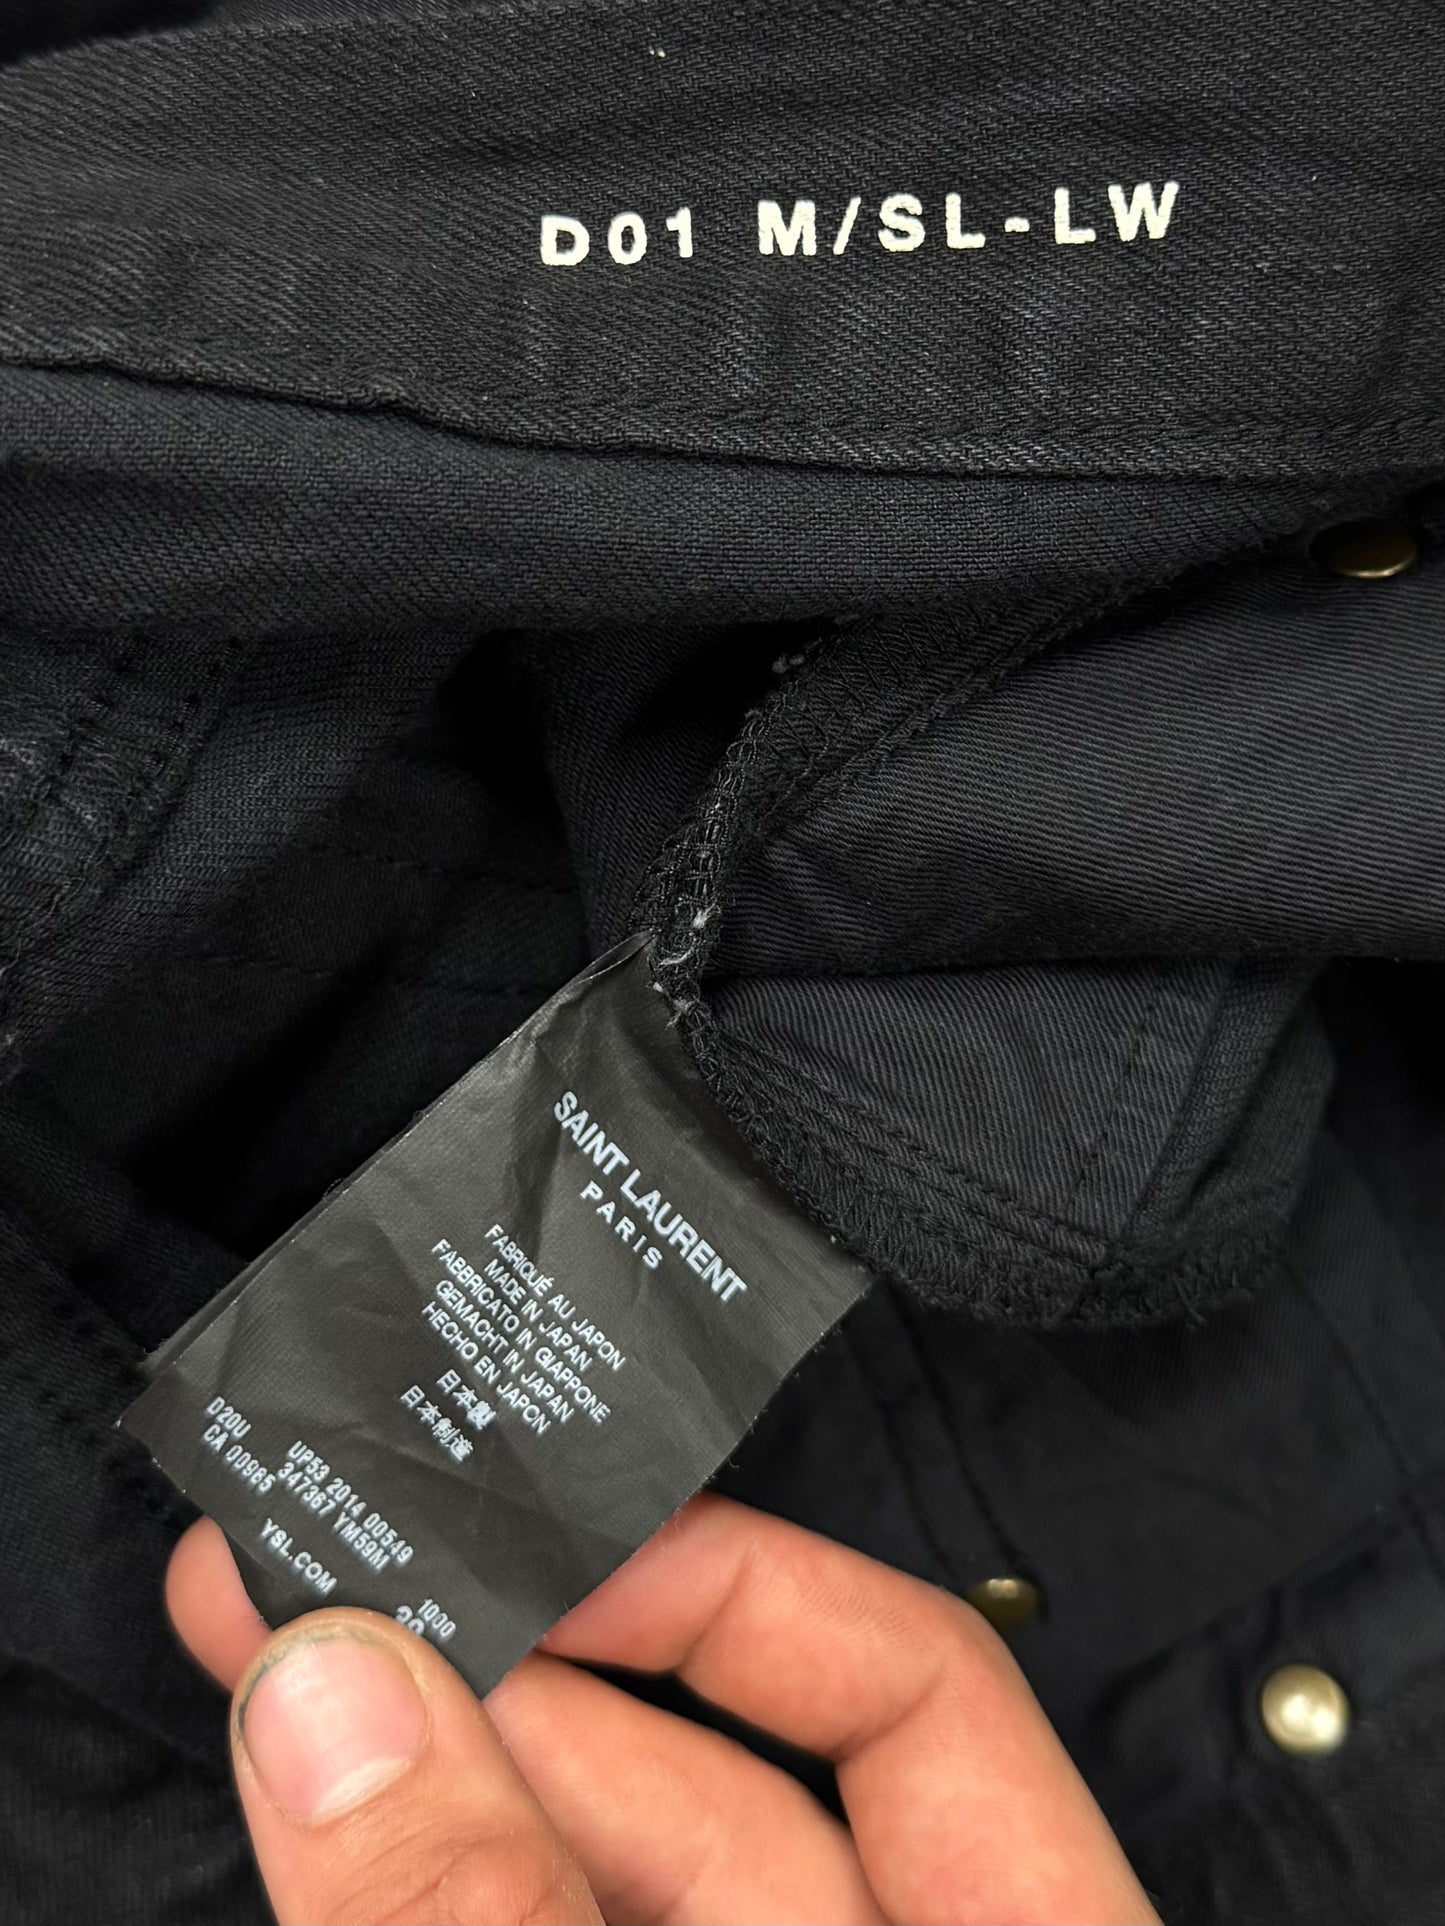 D01 M/SL-LW
SAINT LAURENT
PARIS
FABRIQUÉ AU JAPON
MADE IN JAPAN
FABBRICATO IN GIAPPONE
GEMACHT IN JAPAN
HECHO EN JAPON
日本製
日本制造
D20U UP53 2014 00549
CA 00985 347367 YM59M
YSL.COM 1000